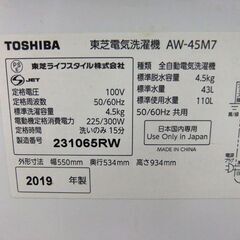 TOSHIBA 東芝電気洗濯機 AW-45M7
東芝ライフスタイル株式会社
JET
定格電圧 100V
定格周波数 50/60Hz
標準洗濯容量 4.5kg
電動機定格消費電力 225/300W
定格時間 洗いのみ 15分
製造番号 231065RW
種類 全自動電気洗濯機
標準脱水容量 4.5kg
標準水量 43L
標準使用水量 110L
50/60Hz 共用
日本国内専用
Use Only in Japan
外形寸法 幅550mm 奥行534mm 高さ934mm
2019 年製